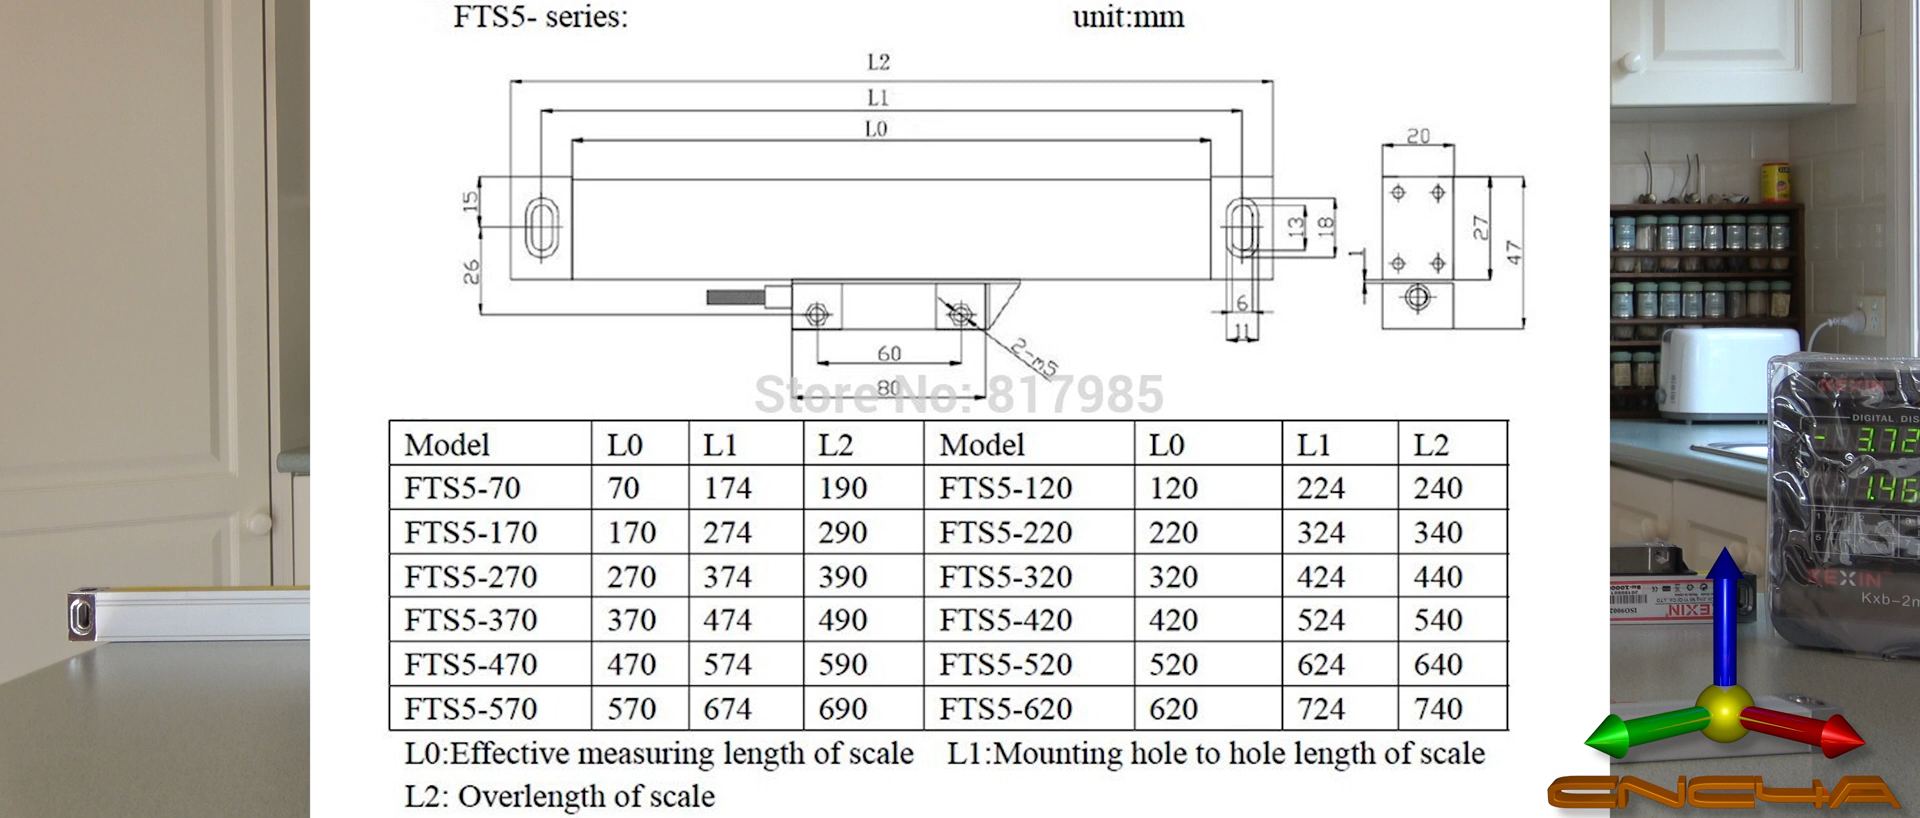 FTS5- series: unit:mm
L2
L1
L0
20
15
26
13
18
1
27
47
6
11
60
2-m5
80
Store No: 817985
Model L0 L1 L2 Model L0 L1 L2
FTS5-70 70 174 190 FTS5-120 120 224 240
FTS5-170 170 274 290 FTS5-220 220 324 340
FTS5-270 270 374 390 FTS5-320 320 424 440
FTS5-370 370 474 490 FTS5-420 420 524 540
FTS5-470 470 574 590 FTS5-520 520 624 640
FTS5-570 570 674 690 FTS5-620 620 724 740
L0:Effective measuring length of scale L1:Mounting hole to hole length of scale
L2: Overlength of scale
KEXIN
DIGITAL DIS
X - 3.72
1.46
KEXIN
Kxb-2m
KEXIN
CNC4A